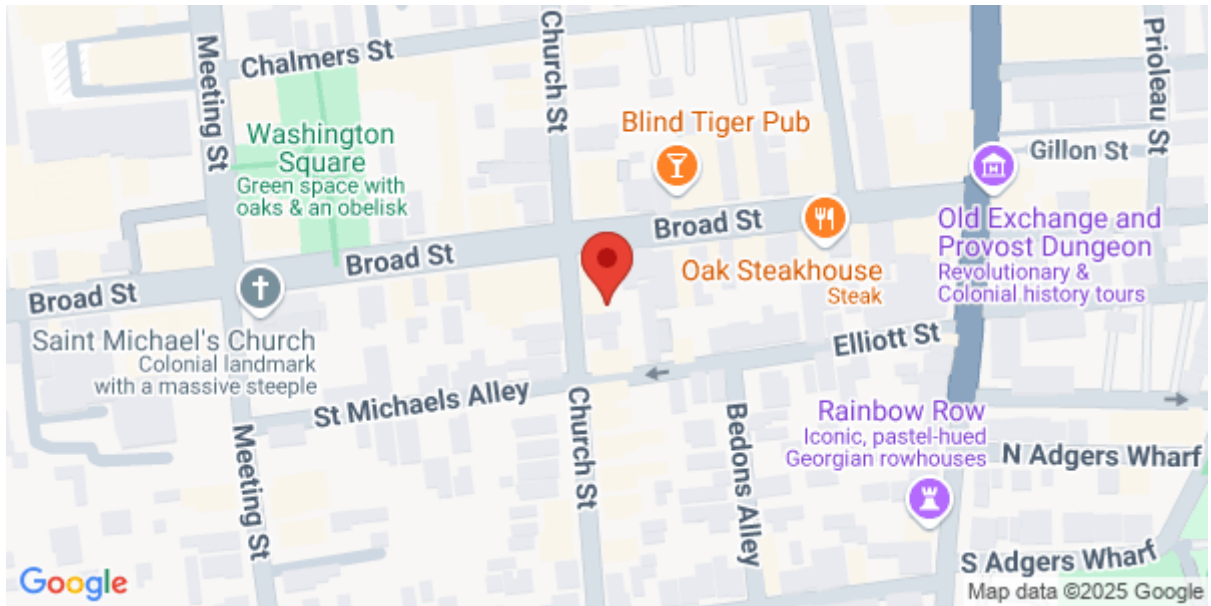 Chalmers St
Meeting St
Church St
Prioleau St
Washington
Square
Green space with
oaks & an obelisk
Blind Tiger Pub
Gillon St
Broad St
Broad St
Broad St
Old Exchange and
Provost Dungeon
Revolutionary &
Colonial history tours
Oak Steakhouse
Steak
Saint Michael's Church
Colonial landmark
with a massive steeple
Elliott St
St Michaels Alley
Church St
Bedons Alley
Rainbow Row
Iconic, pastel-hued
Georgian rowhouses
N Adgers Wharf
Meeting St
S Adgers Wharf
Google
Map data ©2025 Google